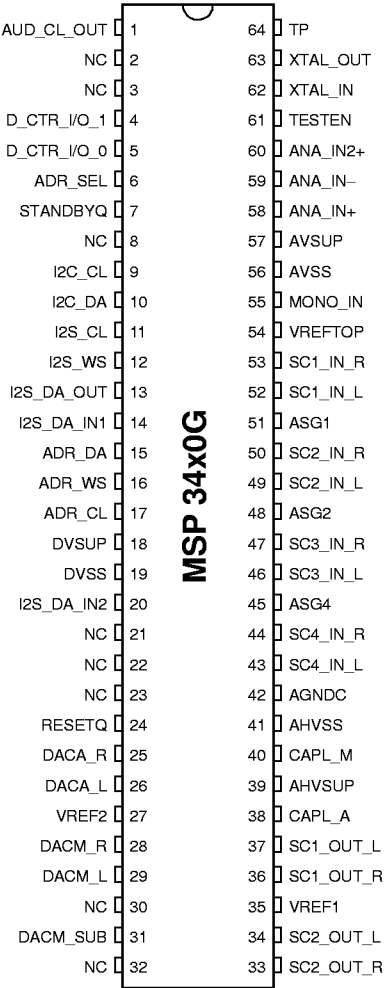 AUD_CL_OUT 1 64 TP
NC 2 63 XTAL_OUT
NC 3 62 XTAL_IN
D_CTR_I/O_1 4 61 TESTEN
D_CTR_I/O_0 5 60 ANA_IN2+
ADR_SEL 6 59 ANA_IN−
STANDBYQ 7 58 ANA_IN+
NC 8 57 AVSUP
I2C_CL 9 56 AVSS
I2C_DA 10 55 MONO_IN
I2S_CL 11 54 VREFTOP
I2S_WS 12 53 SC1_IN_R
I2S_DA_OUT 13 52 SC1_IN_L
I2S_DA_IN1 14 51 ASG1
ADR_DA 15 50 SC2_IN_R
ADR_WS 16 49 SC2_IN_L
ADR_CL 17 48 ASG2
DVSUP 18 47 SC3_IN_R
DVSS 19 46 SC3_IN_L
I2S_DA_IN2 20 45 ASG4
NC 21 44 SC4_IN_R
NC 22 43 SC4_IN_L
NC 23 42 AGNDC
RESETQ 24 41 AHVSS
DACA_R 25 40 CAPL_M
DACA_L 26 39 AHVSUP
VREF2 27 38 CAPL_A
DACM_R 28 37 SC1_OUT_L
DACM_L 29 36 SC1_OUT_R
NC 30 35 VREF1
DACM_SUB 31 34 SC2_OUT_L
NC 32 33 SC2_OUT_R
MSP 34x0G